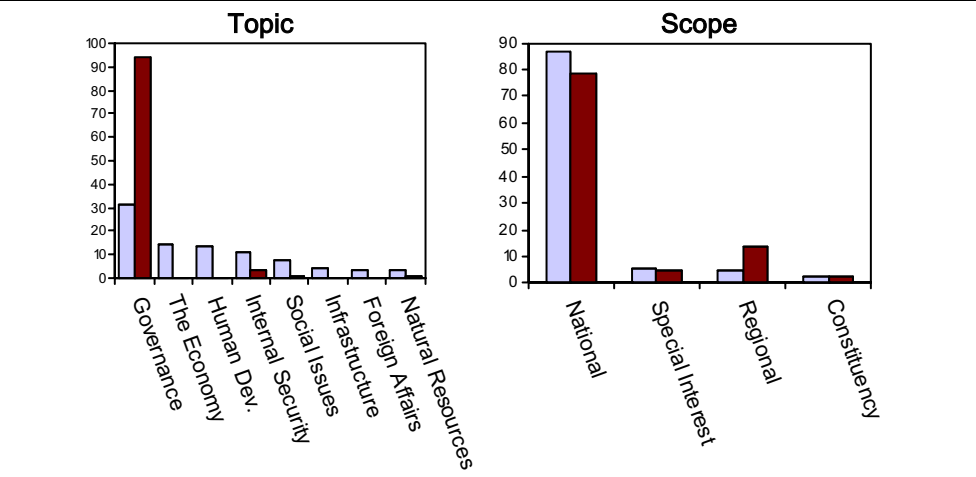 Topic
100
90
80
70
60
50
40
30
20
10
0
Governance
The Economy
Human Dev.
Internal Security
Social Issues
Infrastructure
Foreign Affairs
Natural Resources
Scope
90
80
70
60
50
40
30
20
10
0
National
Special Interest
Regional
Constituency